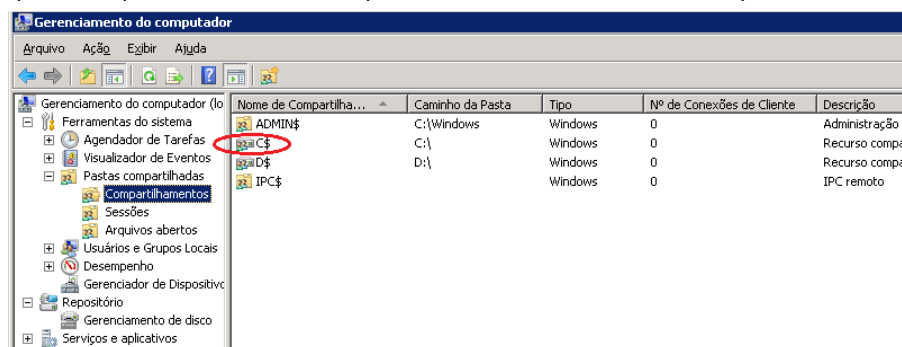 Gerenciamento do computador
Arquivo Ação Exibir Ajuda
Gerenciamento do computador (lo
Ferramentas do sistema
Agendador de Tarefas
Visualizador de Eventos
Pastas compartilhadas
Compartilhamentos
Sessões
Arquivos abertos
Usuários e Grupos Locais
Desempenho
Gerenciador de Dispositivo
Repositório
Gerenciamento de disco
Serviços e aplicativos
Nome de Compartilha... Caminho da Pasta Tipo Nº de Conexões de Cliente Descrição
ADMIN$ C:\Windows Windows 0 Administração
C$ C:\ Windows 0 Recurso compa
D$ D:\ Windows 0 Recurso compa
IPC$ Windows 0 IPC remoto